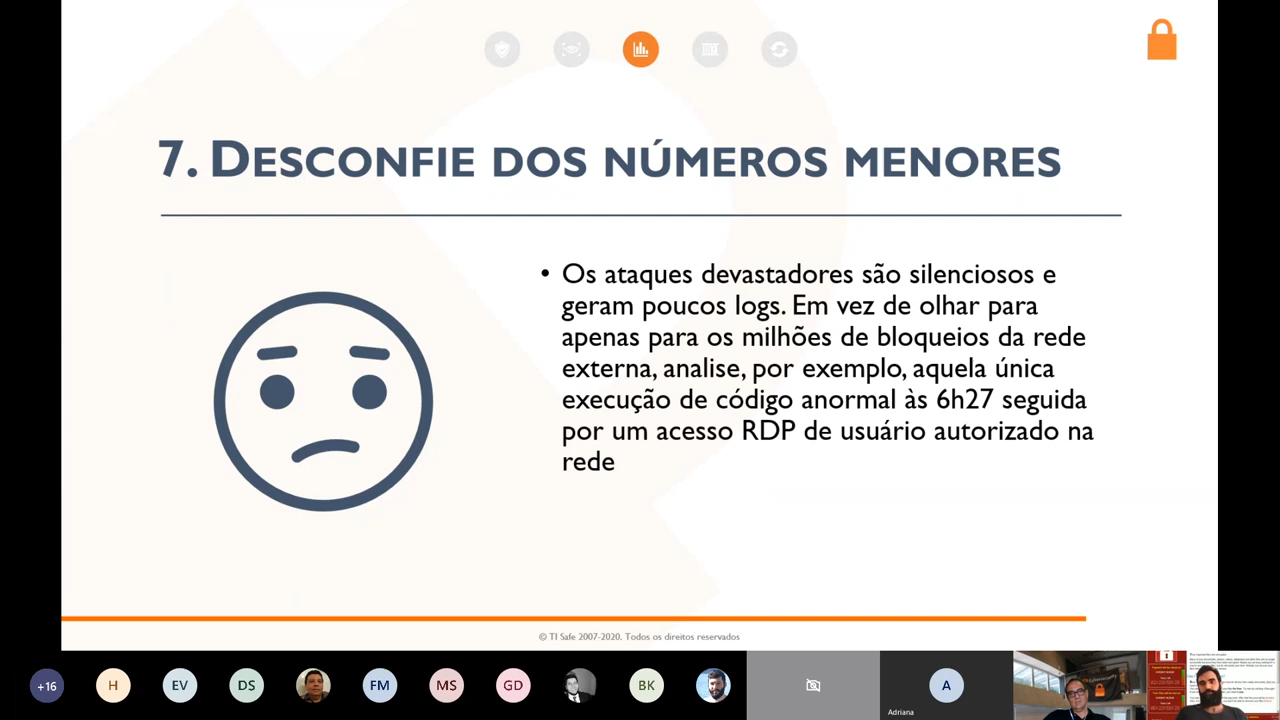 7. DESCONFIE DOS NÚMEROS MENORES
• Os ataques devastadores são silenciosos e
geram poucos logs. Em vez de olhar para
apenas para os milhões de bloqueios da rede
externa, analise, por exemplo, aquela única
execução de código anormal às 6h27 seguida
por um acesso RDP de usuário autorizado na
rede
© TI Safe 2007-2020. Todos os direitos reservados
+16
H
EV
DS
FM
GD
BK
A
Adriana